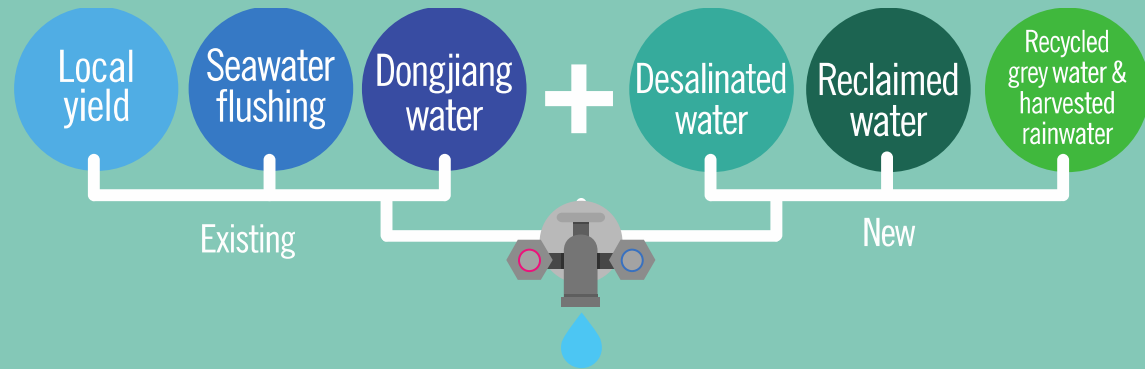 Local
yield
Seawater
flushing
Dongjiang
water
+
Desalinated
water
Reclaimed
water
Recycled
grey water &
harvested
rainwater
Existing
New